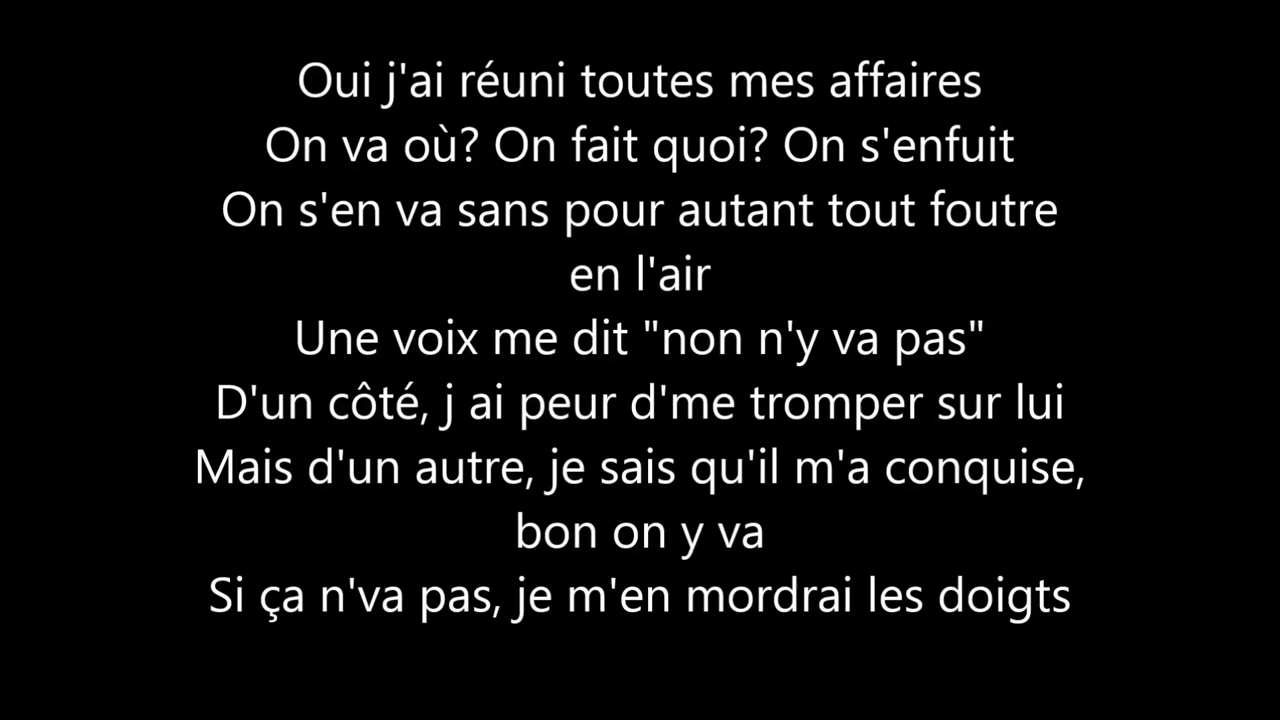 Oui j'ai réuni toutes mes affaires
On va où? On fait quoi? On s'enfuit
On s'en va sans pour autant tout foutre
en l'air
Une voix me dit "non n'y va pas"
D'un côté, j ai peur d'me tromper sur lui
Mais d'un autre, je sais qu'il m'a conquise,
bon on y va
Si ça n'va pas, je m'en mordrai les doigts